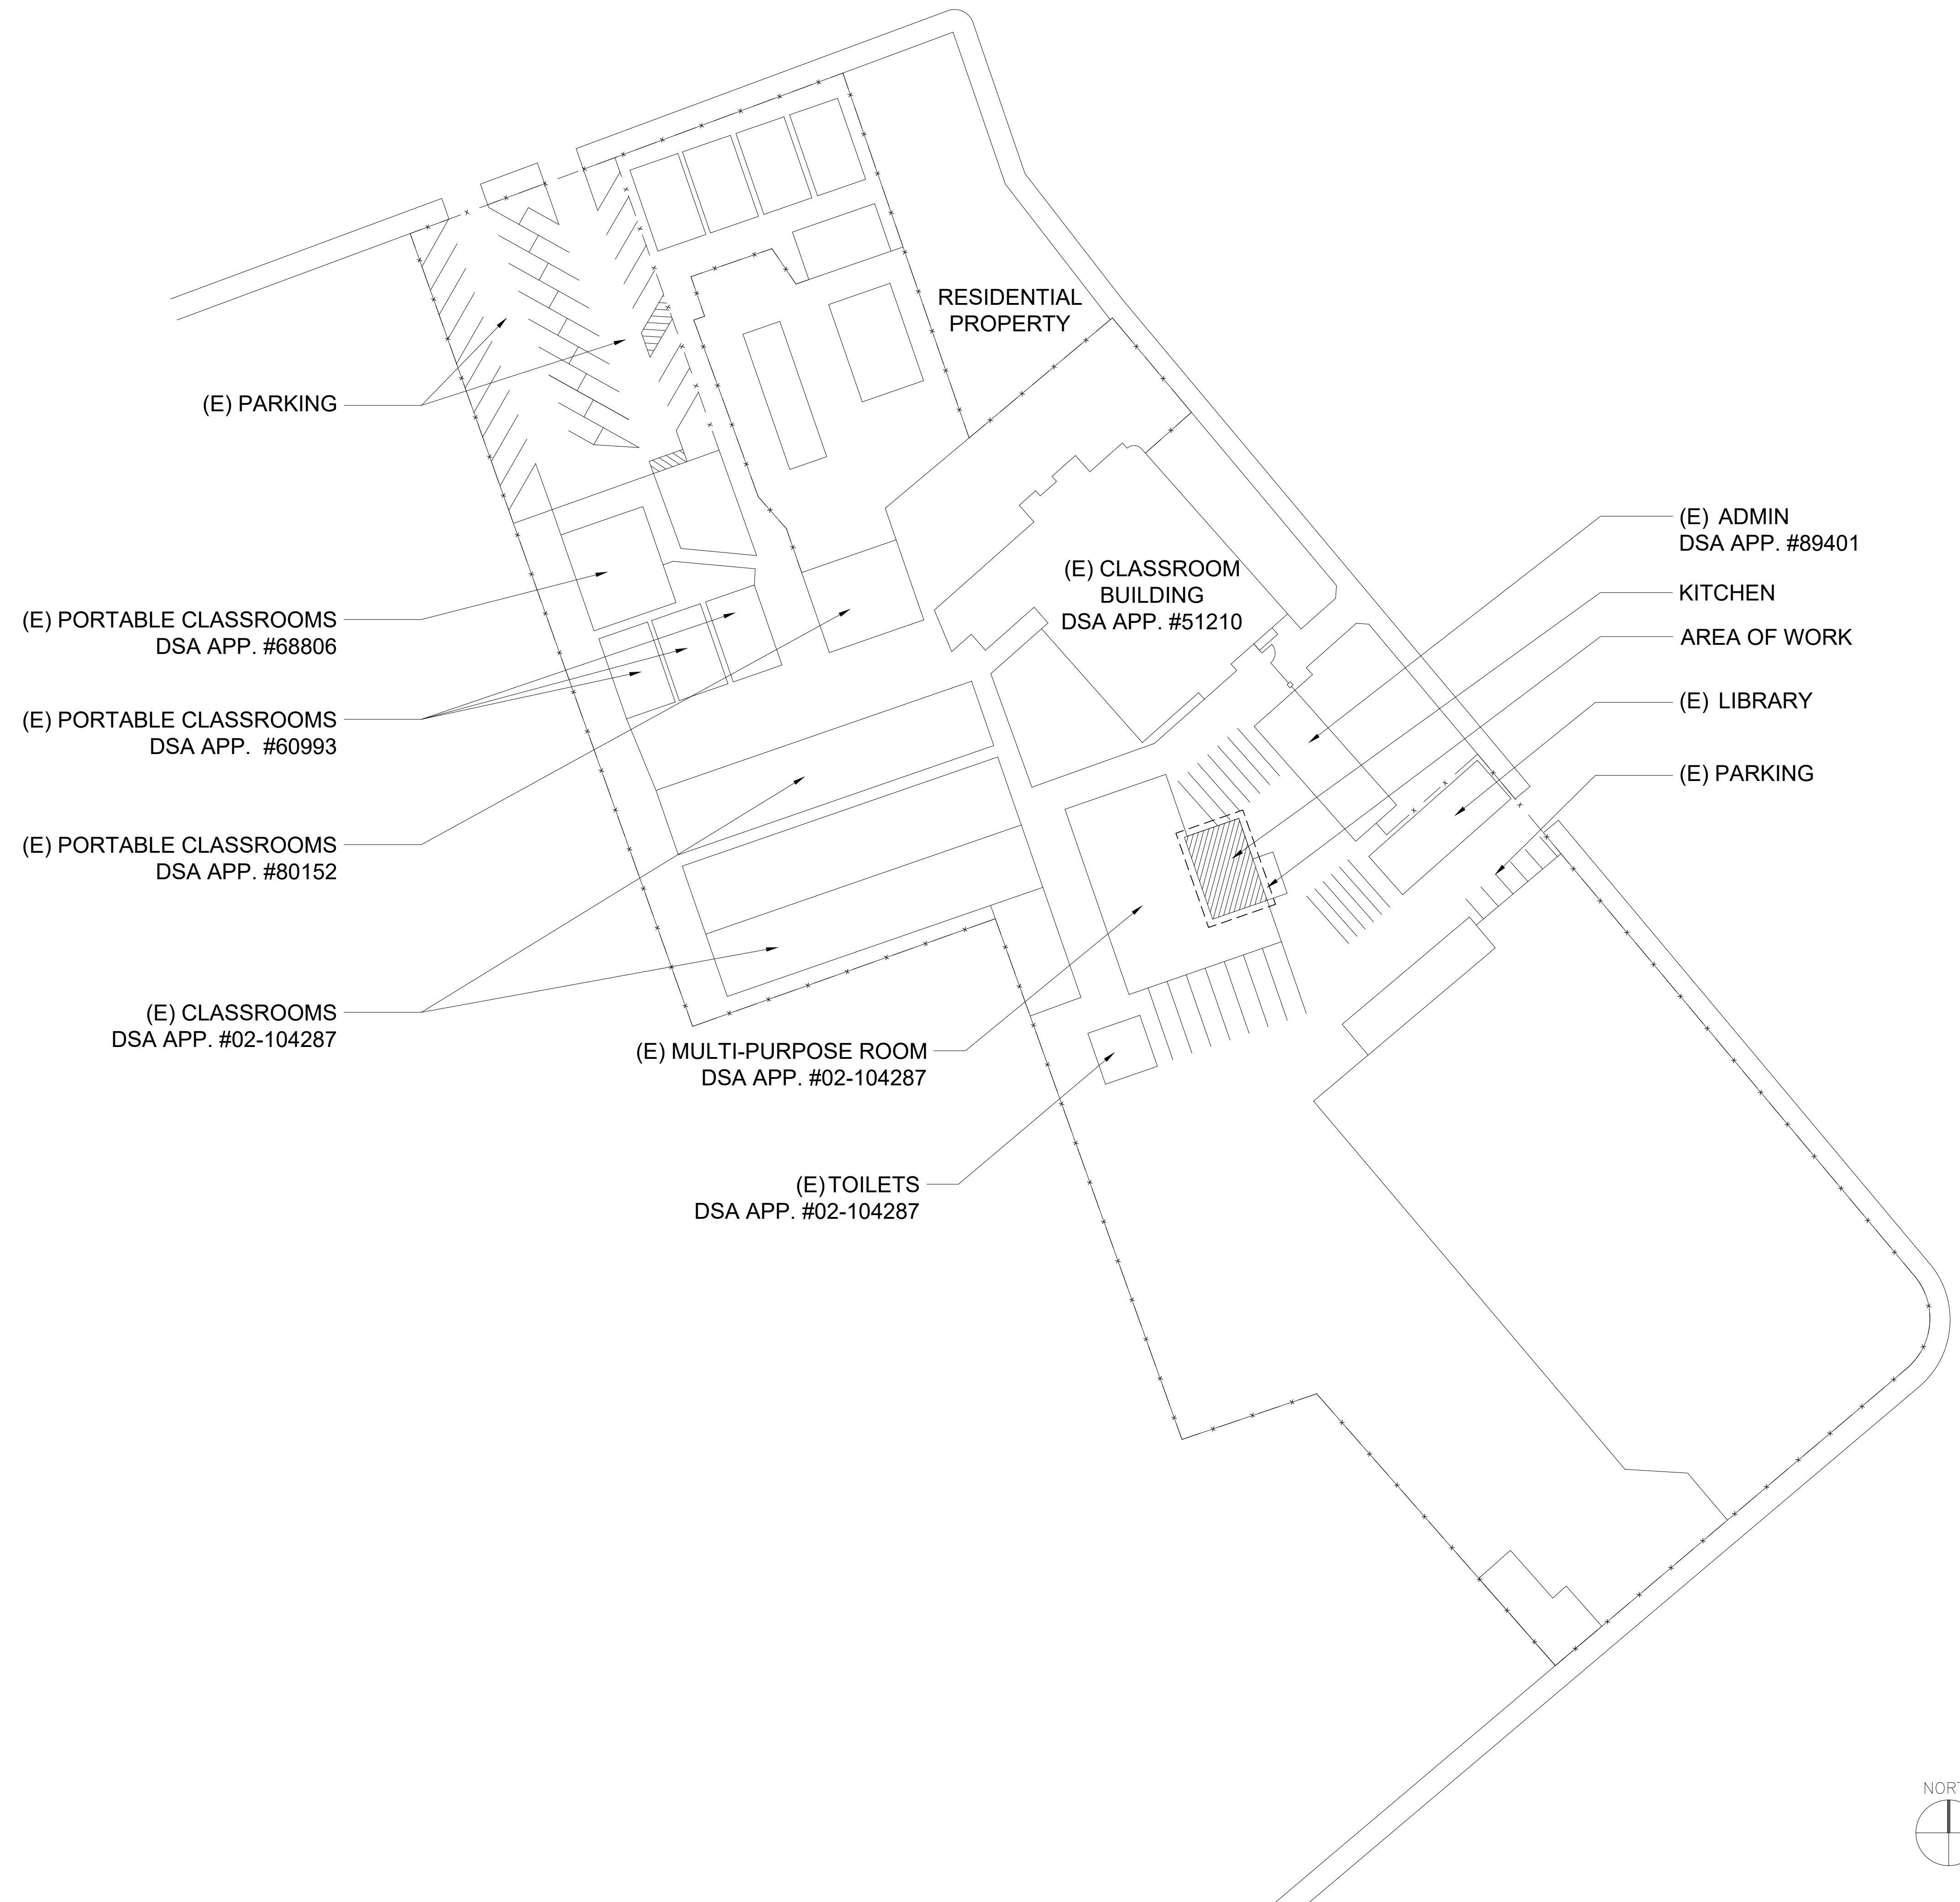 RESIDENTIAL
PROPERTY
(E) PARKING
(E) ADMIN
DSA APP. #89401
(E) CLASSROOM
BUILDING
DSA APP. #51210
KITCHEN
(E) PORTABLE CLASSROOMS
DSA APP. #68806
AREA OF WORK
(E) LIBRARY
(E) PORTABLE CLASSROOMS
DSA APP. #60993
(E) PARKING
(E) PORTABLE CLASSROOMS
DSA APP. #80152
(E) CLASSROOMS
DSA APP. #02-104287
(E) MULTI-PURPOSE ROOM
DSA APP. #02-104287
(E) TOILETS
DSA APP. #02-104287